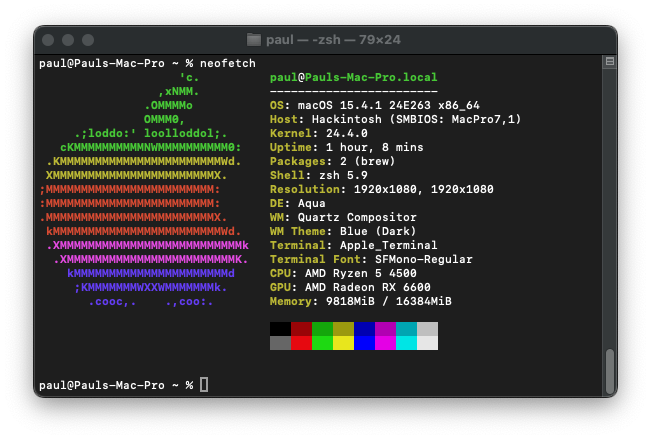 paul — -zsh — 79×24
paul@Pauls-Mac-Pro ~ % neofetch
                    'c.          paul@Pauls-Mac-Pro.local
                 ,xNMM.          ------------------------
               .OMMMMo           OS: macOS 15.4.1 24E263 x86_64
               OMMM0,            Host: Hackintosh (SMBIOS: MacPro7,1)
     .;loddo:' loolloddol;.      Kernel: 24.4.0
   cKMMMMMMMMMMNWMMMMMMMMMM0:    Uptime: 1 hour, 8 mins
 .KMMMMMMMMMMMMMMMMMMMMMMMWd.    Packages: 2 (brew)
 XMMMMMMMMMMMMMMMMMMMMMMMX.      Shell: zsh 5.9
;MMMMMMMMMMMMMMMMMMMMMMMM:       Resolution: 1920x1080, 1920x1080
:MMMMMMMMMMMMMMMMMMMMMMMM:       DE: Aqua
.MMMMMMMMMMMMMMMMMMMMMMMMX.      WM: Quartz Compositor
 kMMMMMMMMMMMMMMMMMMMMMMMMWd.    WM Theme: Blue (Dark)
 .XMMMMMMMMMMMMMMMMMMMMMMMMMMk   Terminal: Apple_Terminal
  .XMMMMMMMMMMMMMMMMMMMMMMMMK.   Terminal Font: SFMono-Regular
    kMMMMMMMMMMMMMMMMMMMMMMd     CPU: AMD Ryzen 5 4500
     ;KMMMMMMMWXXWMMMMMMMk.      GPU: AMD Radeon RX 6600
       .cooc,.    .,coo:.        Memory: 9818MiB / 16384MiB
paul@Pauls-Mac-Pro ~ %